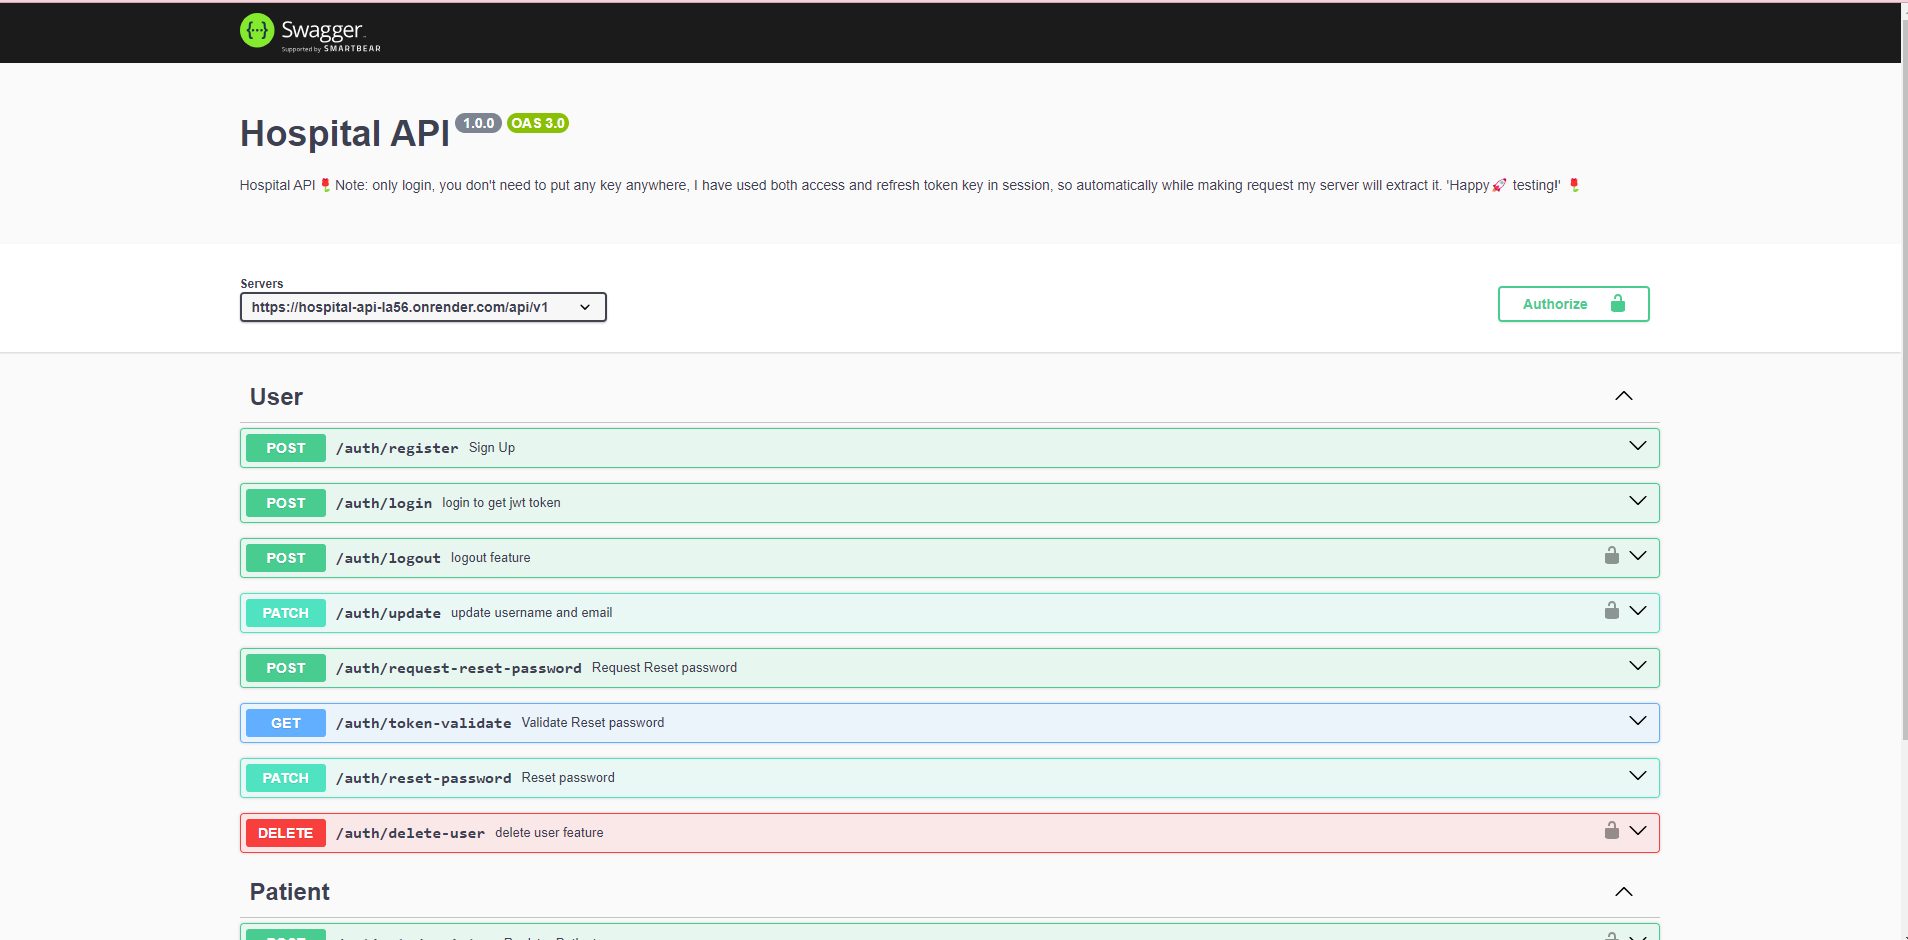 Swagger
Supported by SMARTBEAR
Hospital API 1.0.0 OAS 3.0
Hospital API 🌹 Note: only login, you don't need to put any key anywhere, I have used both access and refresh token key in session, so automatically while making request my server will extract it. 'Happy🚀 testing!' 🌹
Servers
https://hospital-api-la56.onrender.com/api/v1
Authorize
User
POST /auth/register Sign Up
POST /auth/login login to get jwt token
POST /auth/logout logout feature
PATCH /auth/update update username and email
POST /auth/request-reset-password Request Reset password
GET /auth/token-validate Validate Reset password
PATCH /auth/reset-password Reset password
DELETE /auth/delete-user delete user feature
Patient
POST